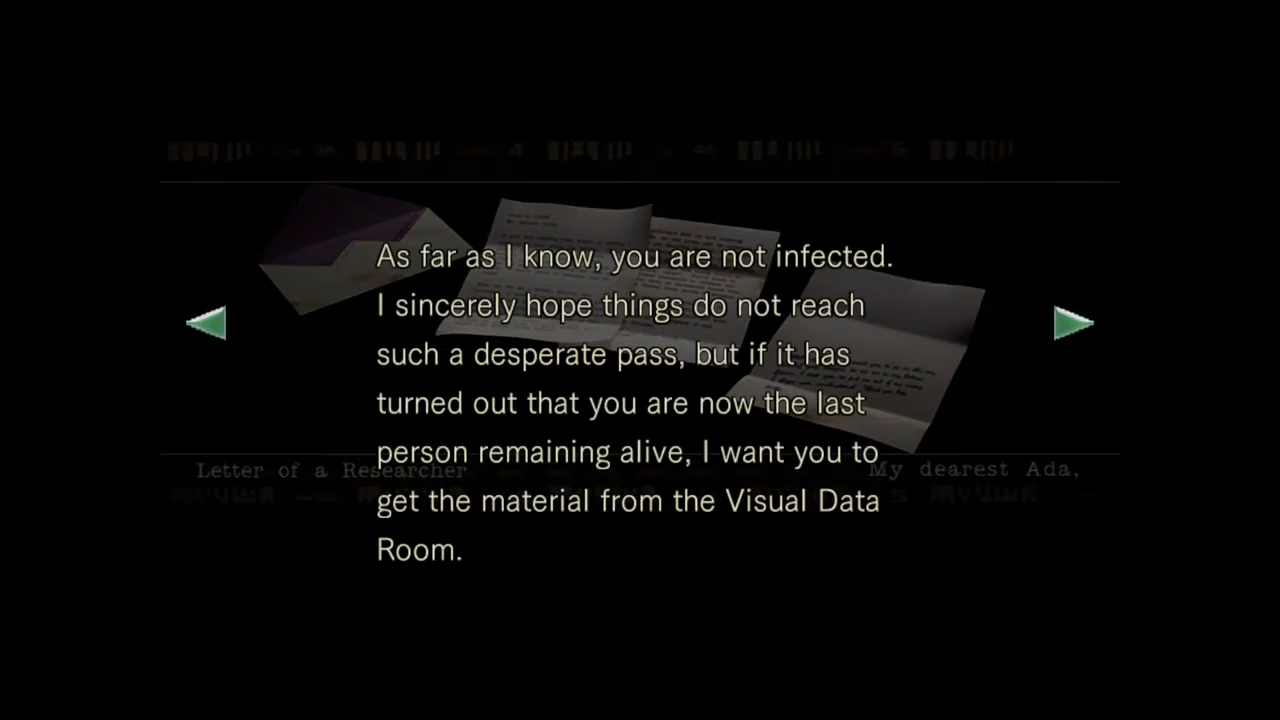 As far as I know, you are not infected.
I sincerely hope things do not reach
such a desperate pass, but if it has
turned out that you are now the last
person remaining alive, I want you to
Letter of a Researcher
My dearest Ada,
get the material from the Visual Data
Room.